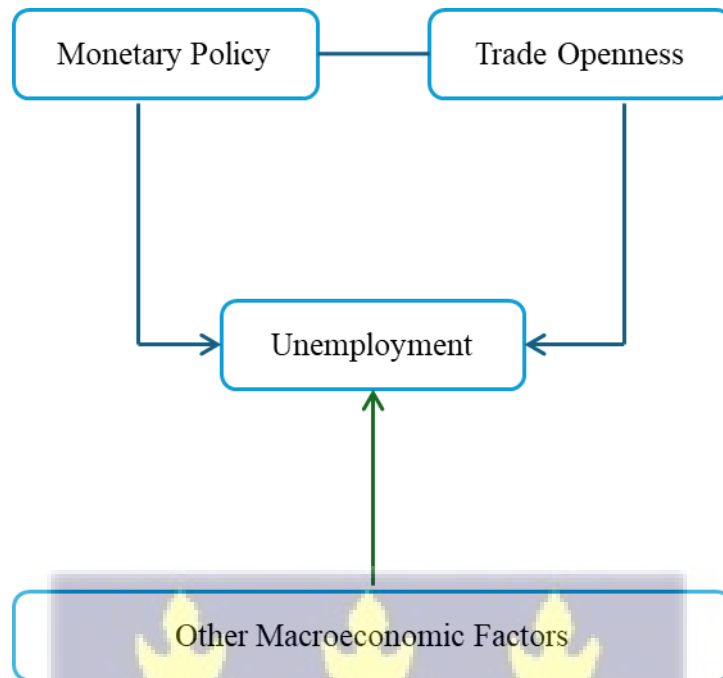 Monetary Policy
Trade Openness
Unemployment
Other Macroeconomic Factors